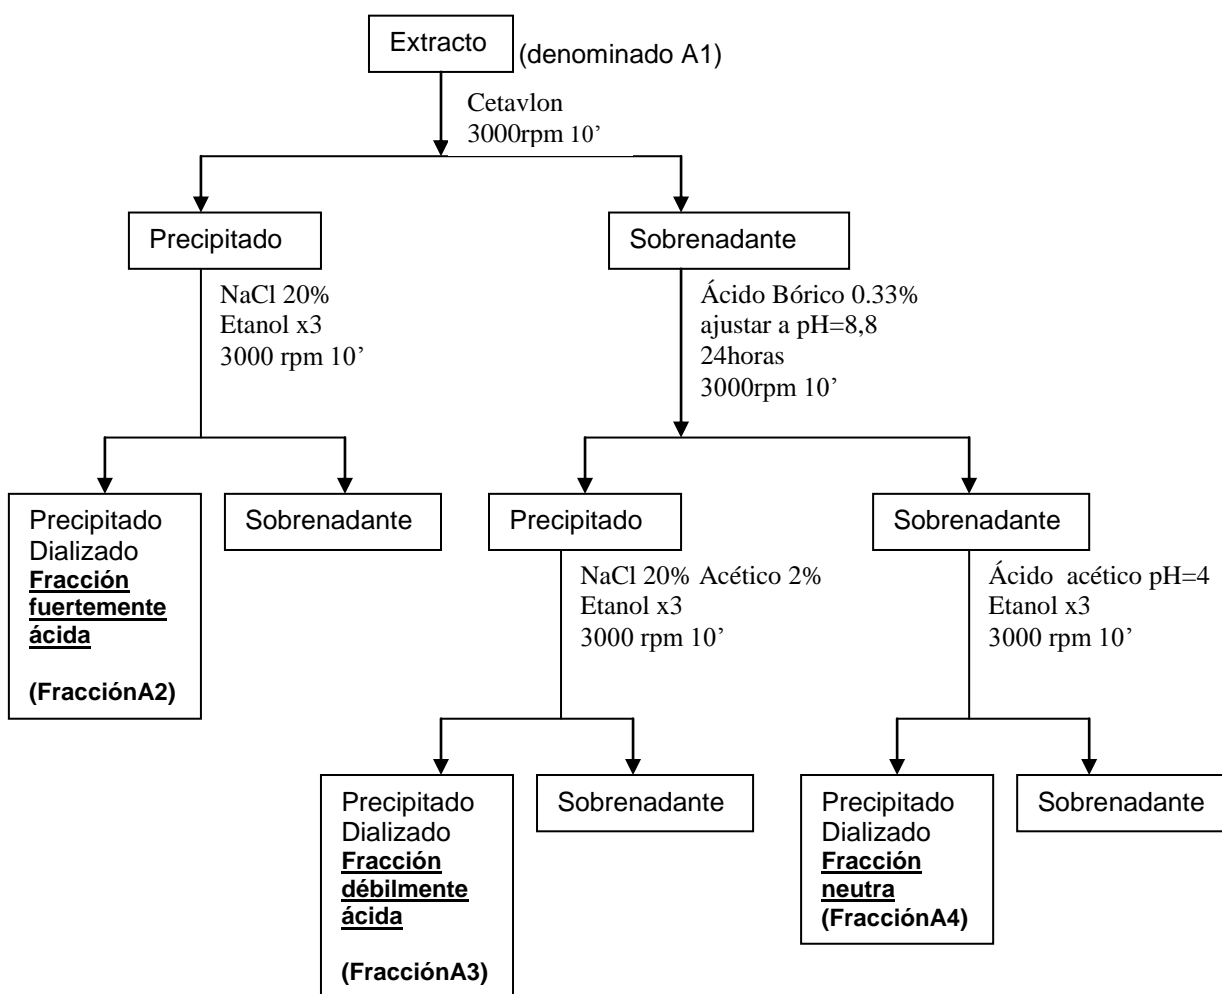 Extracto
(denominado A1)
Cetavlon
3000rpm 10’
Precipitado
Sobrenadante
NaCl 20%
Etanol x3
3000 rpm 10’
Ácido Bórico 0.33%
ajustar a pH=8,8
24horas
3000rpm 10’
Precipitado
Dializado
Fracción
fuertemente
ácida
(FracciónA2)
Sobrenadante
Precipitado
Sobrenadante
NaCl 20% Acético 2%
Etanol x3
3000 rpm 10’
Ácido acético pH=4
Etanol x3
3000 rpm 10’
Precipitado
Dializado
Fracción
débilmente
ácida
(FracciónA3)
Sobrenadante
Precipitado
Dializado
Fracción
neutra
(FracciónA4)
Sobrenadante